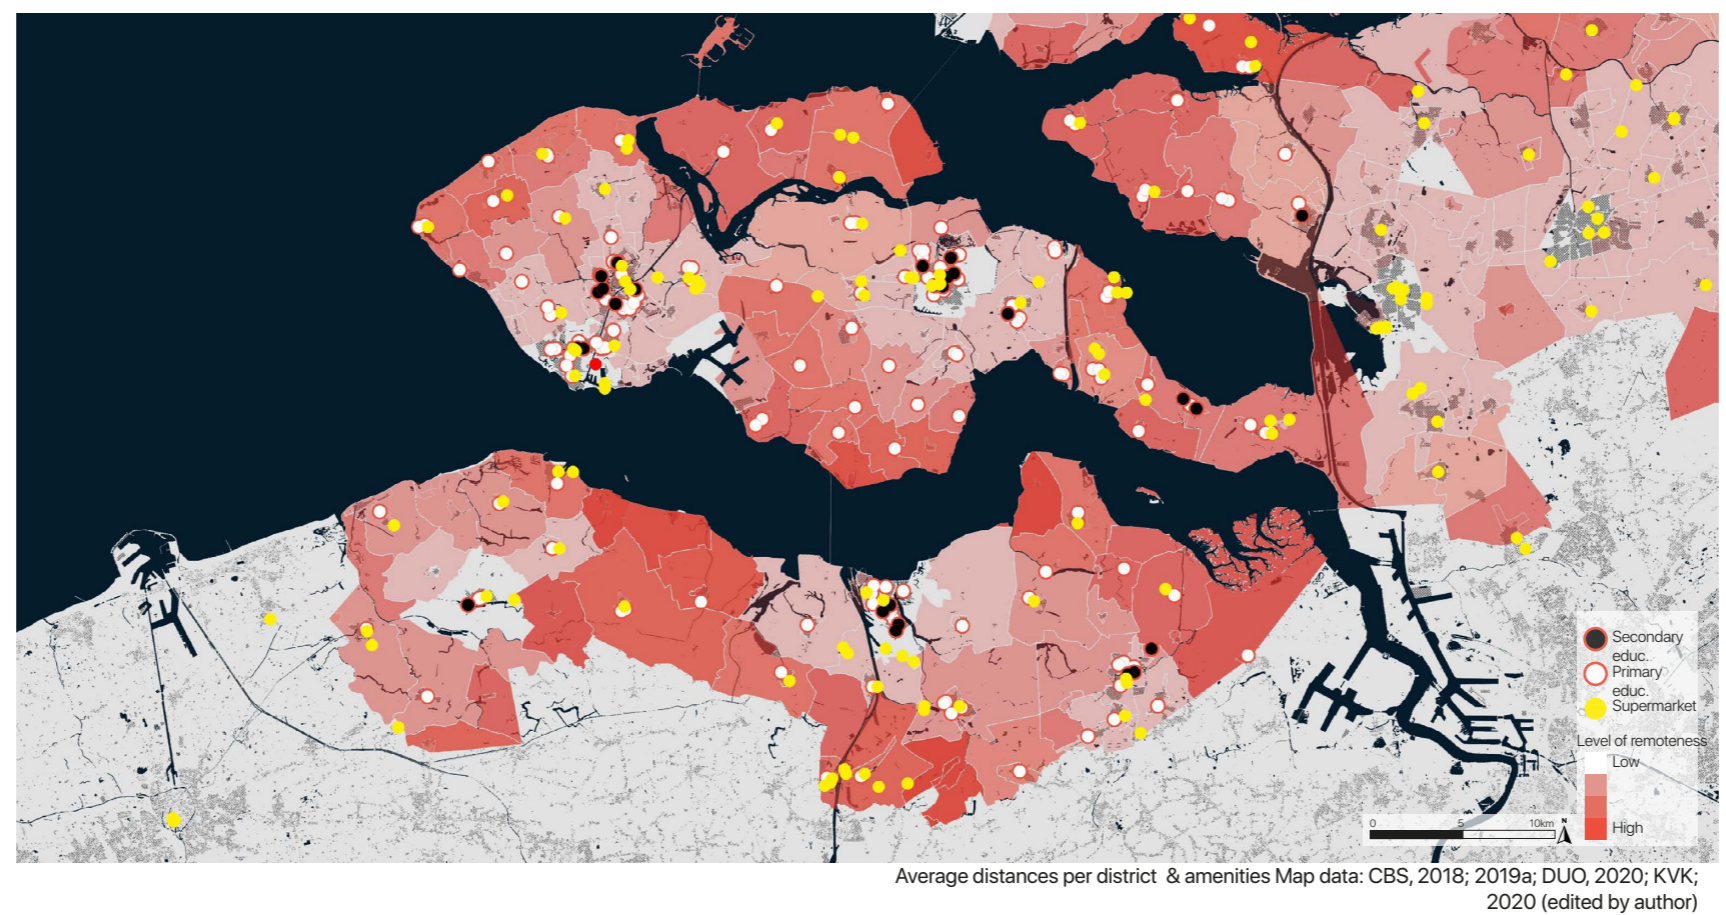 Secondary
educ.
Primary
educ.
Supermarket
Level of remoteness
Low
High
0 5 10km N
Average distances per district & amenities Map data: CBS, 2018; 2019a; DUO, 2020; KVK;
2020 (edited by author)